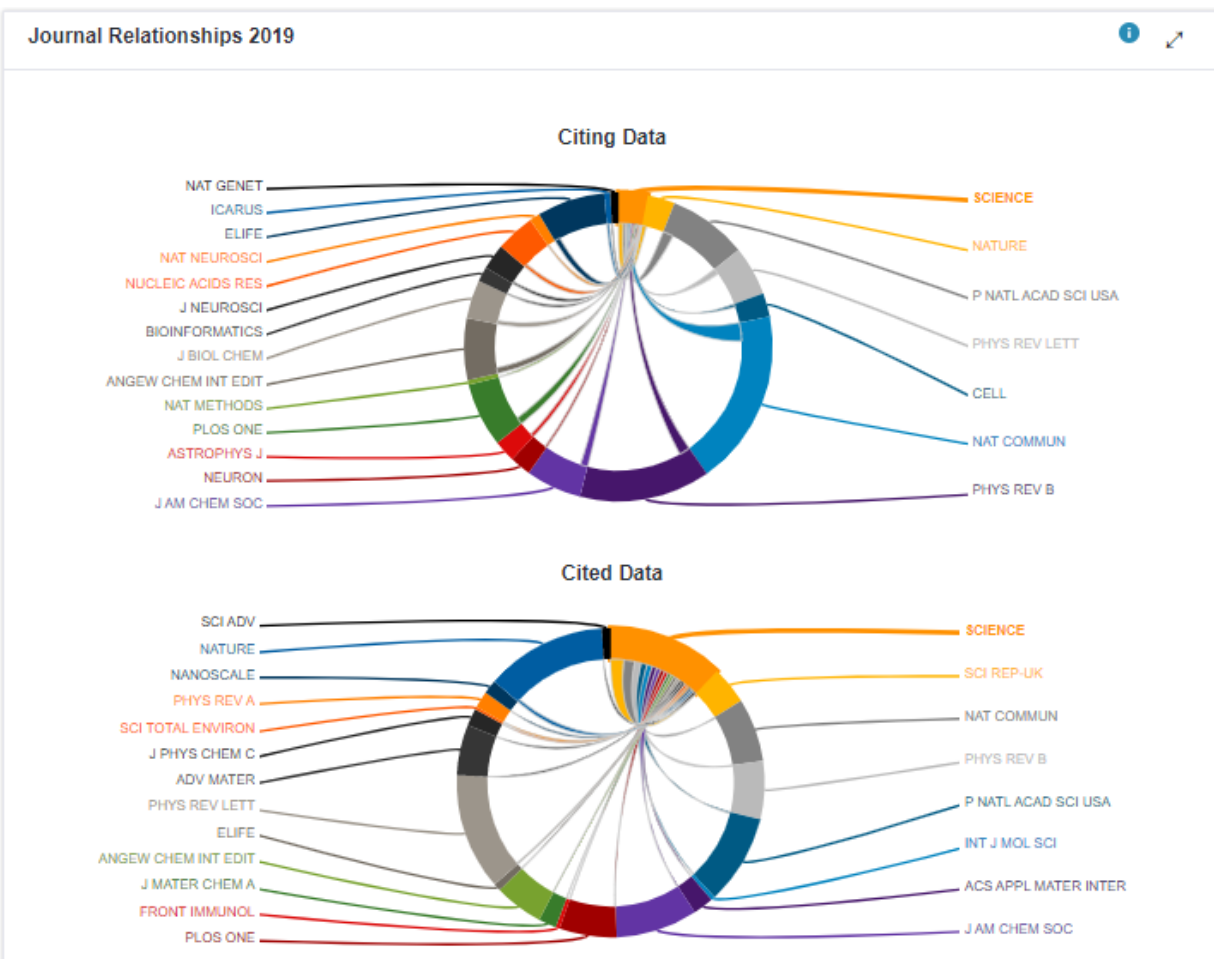 Journal Relationships 2019
i
Citing Data
NAT GENET
ICARUS
ELIFE
NAT NEUROSCI
NUCLEIC ACIDS RES
J NEUROSCI
BIOINFORMATICS
J BIOL CHEM
ANGEW CHEM INT EDIT
NAT METHODS
PLOS ONE
ASTROPHYS J
NEURON
J AM CHEM SOC
SCIENCE
NATURE
P NATL ACAD SCI USA
PHYS REV LETT
CELL
NAT COMMUN
PHYS REV B
Cited Data
SCI ADV
NATURE
NANOSCALE
PHYS REV A
SCI TOTAL ENVIRON
J PHYS CHEM C
ADV MATER
PHYS REV LETT
ELIFE
ANGEW CHEM INT EDIT
J MATER CHEM A
FRONT IMMUNOL
PLOS ONE
SCIENCE
SCI REP-UK
NAT COMMUN
PHYS REV B
P NATL ACAD SCI USA
INT J MOL SCI
ACS APPL MATER INTER
J AM CHEM SOC